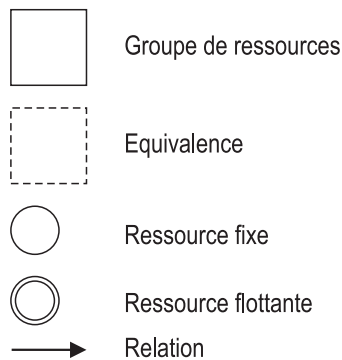 Groupe de ressources
Equivalence
Ressource fixe
Ressource flottante
Relation